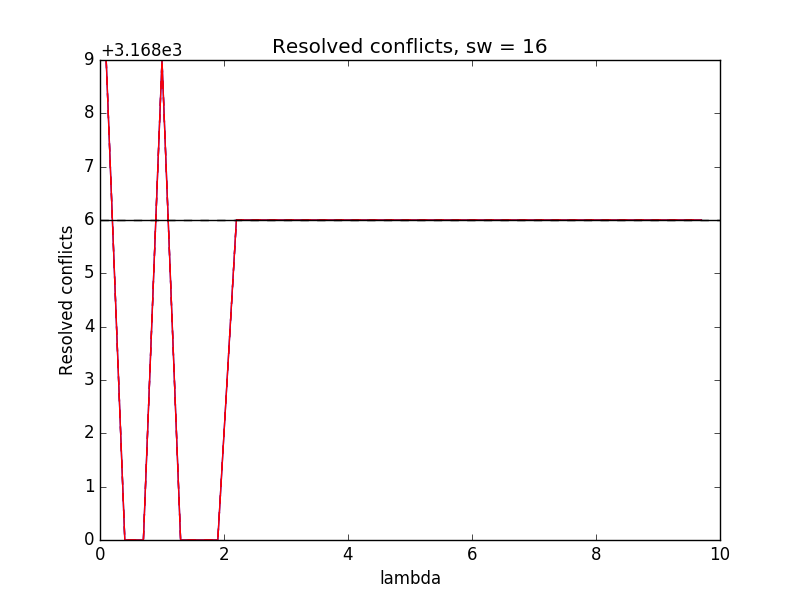 Resolved conflicts, sw = 16
+3.168e3
9
8
7
6
5
4
3
2
1
0
Resolved conflicts
0 2 4 6 8 10
lambda